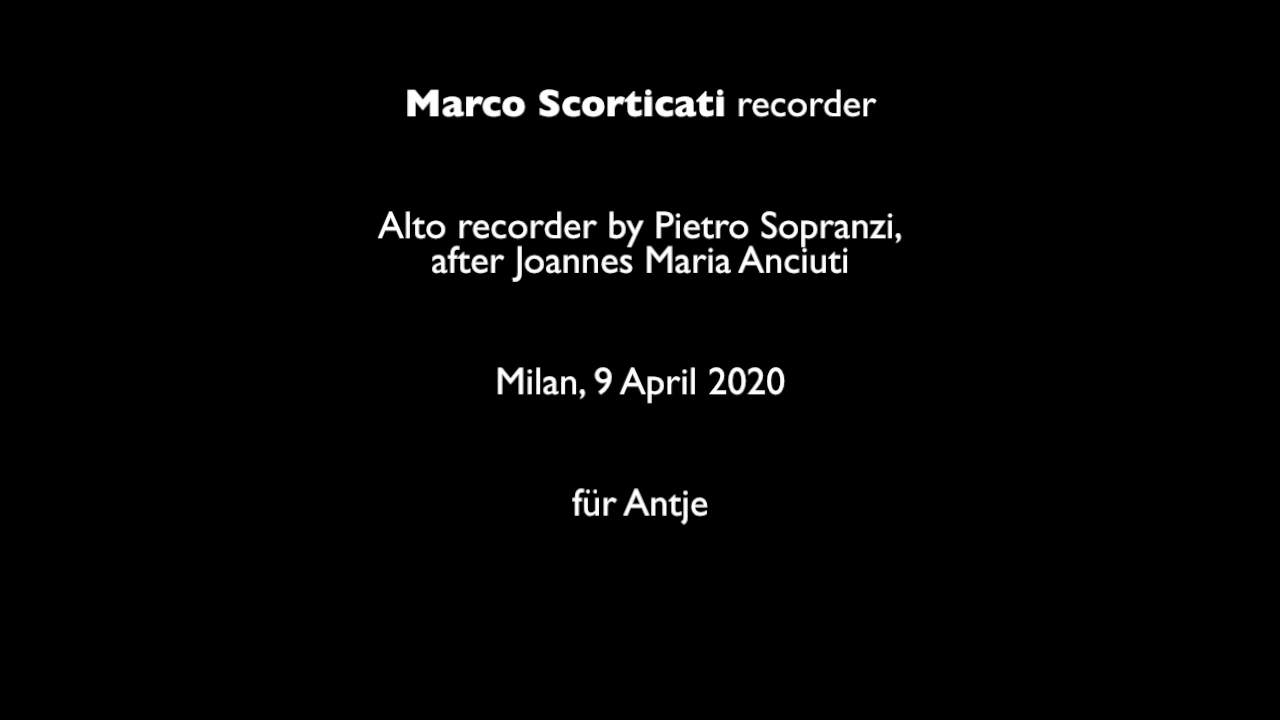 Marco Scorticati recorder
Alto recorder by Pietro Sopranzi,
after Joannes Maria Anciuti
Milan, 9 April 2020
für Antje